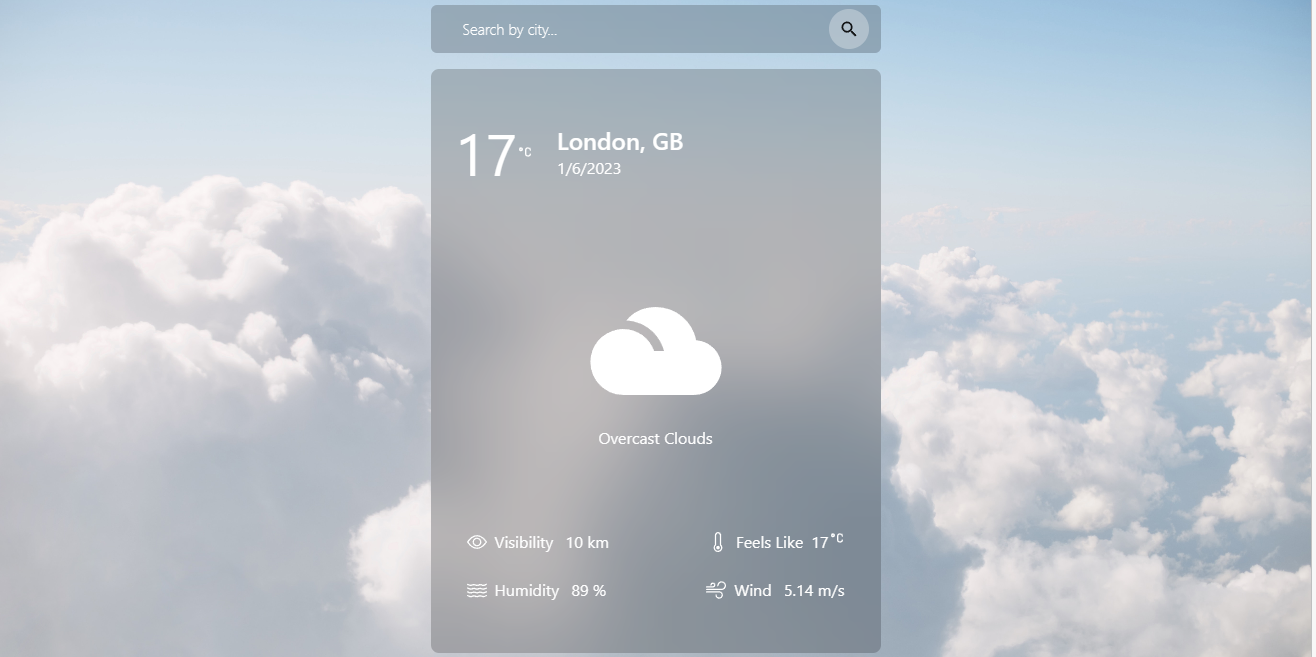 Search by city...
17 °C
London, GB
1/6/2023
Overcast Clouds
Visibility 10 km
Feels Like 17 °C
Humidity 89 %
Wind 5.14 m/s